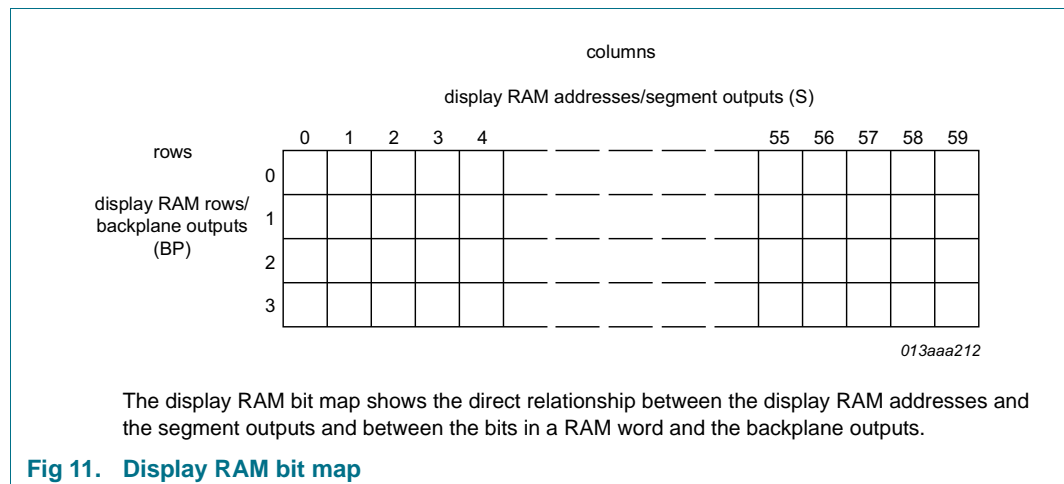 columns
display RAM addresses/segment outputs (S)
0 1 2 3 4 55 56 57 58 59
rows
0
display RAM rows/
1
backplane outputs
(BP)
2
3
013aaa212
The display RAM bit map shows the direct relationship between the display RAM addresses and
the segment outputs and between the bits in a RAM word and the backplane outputs.
Fig 11. Display RAM bit map